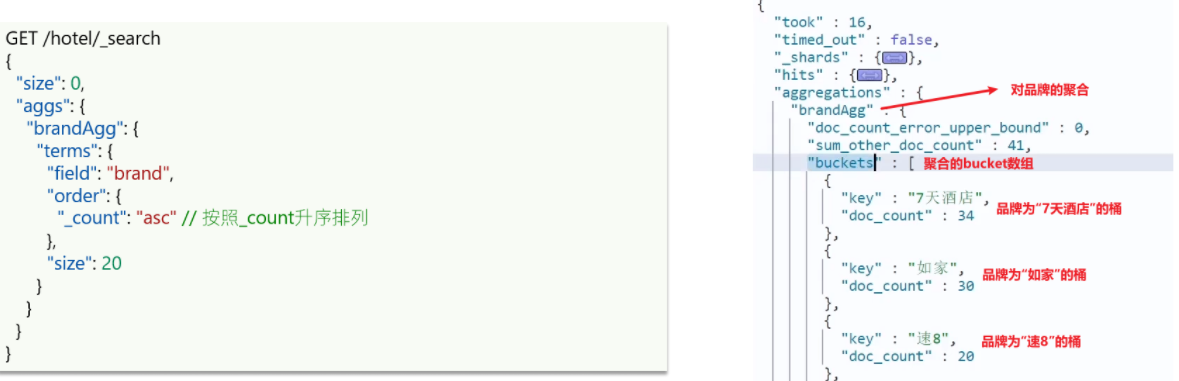 GET /hotel/_search
{
"size": 0,
"aggs": {
"brandAgg": {
"terms": {
"field": "brand",
"order": {
"_count": "asc" // 按照_count升序排列
},
"size": 20
}
}
}
}
{
"took" : 16,
"timed_out" : false,
"_shards" : {},
"hits" : {},
"aggregations" : {
对品牌的聚合
"brandAgg" : {
"doc_count_error_upper_bound" : 0,
"sum_other_doc_count" : 41,
"buckets" : [ 聚合的bucket数组
{
"key" : "7天酒店",
"doc_count" : 34
品牌为“7天酒店”的桶
},
{
"key" : "如家",
"doc_count" : 30
品牌为“如家”的桶
},
{
"key" : "速8",
"doc_count" : 20
品牌为“速8”的桶
},